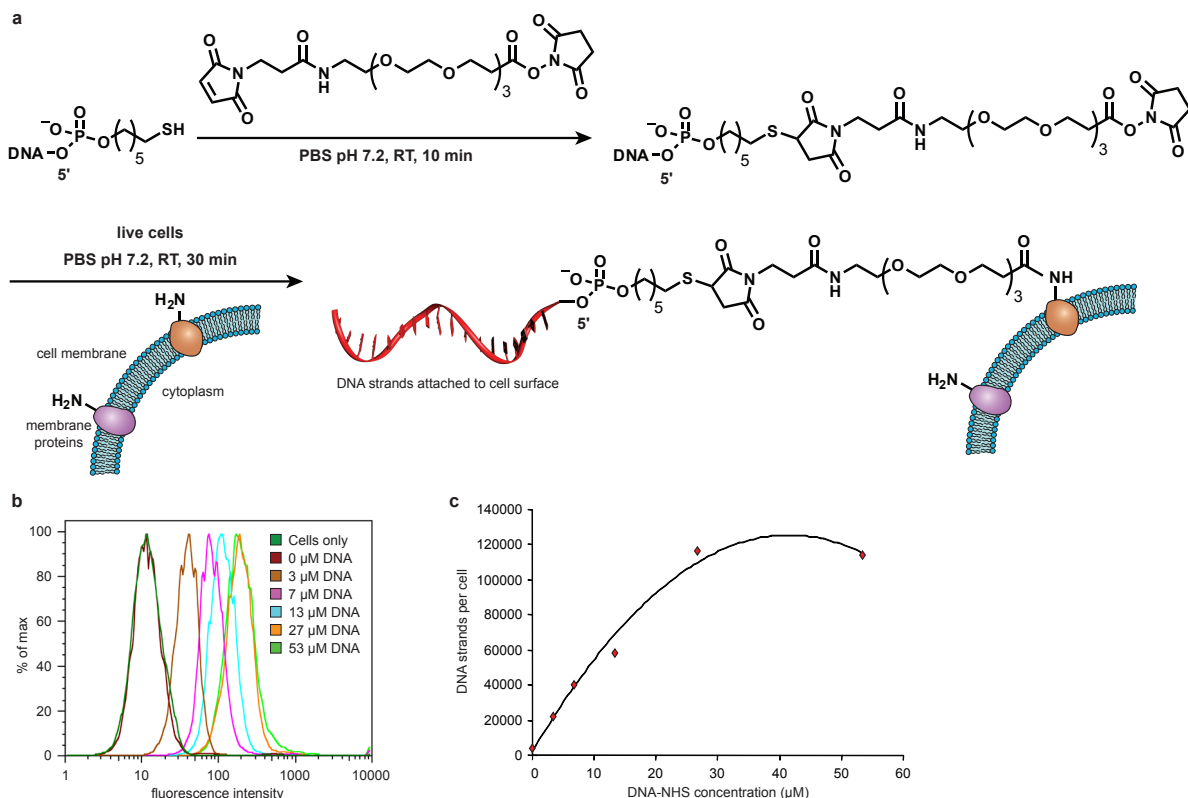 a
O
O
N
O
N
H
O
O
3
O
O
N
O
O
O
−O
P
O
O
DNA
5'
5
SH
PBS pH 7.2, RT, 10 min
−O
P
O
O
DNA
5'
5
S
O
O
N
O
N
H
O
O
3
O
O
N
O
O
live cells
PBS pH 7.2, RT, 30 min
H2N
cell membrane
cytoplasm
H2N
membrane
proteins
−O
P
O
O
O
5'
5
S
O
O
N
O
N
H
O
O
3
O
NH
DNA strands attached to cell surface
H2N
b
100
80
60
40
20
0
% of max
1 10 100 1000 10000
fluorescence intensity
Cells only
0 µM DNA
3 µM DNA
7 µM DNA
13 µM DNA
27 µM DNA
53 µM DNA
c
140000
120000
100000
80000
60000
40000
20000
0
DNA strands per cell
0 10 20 30 40 50 60
DNA-NHS concentration (µM)